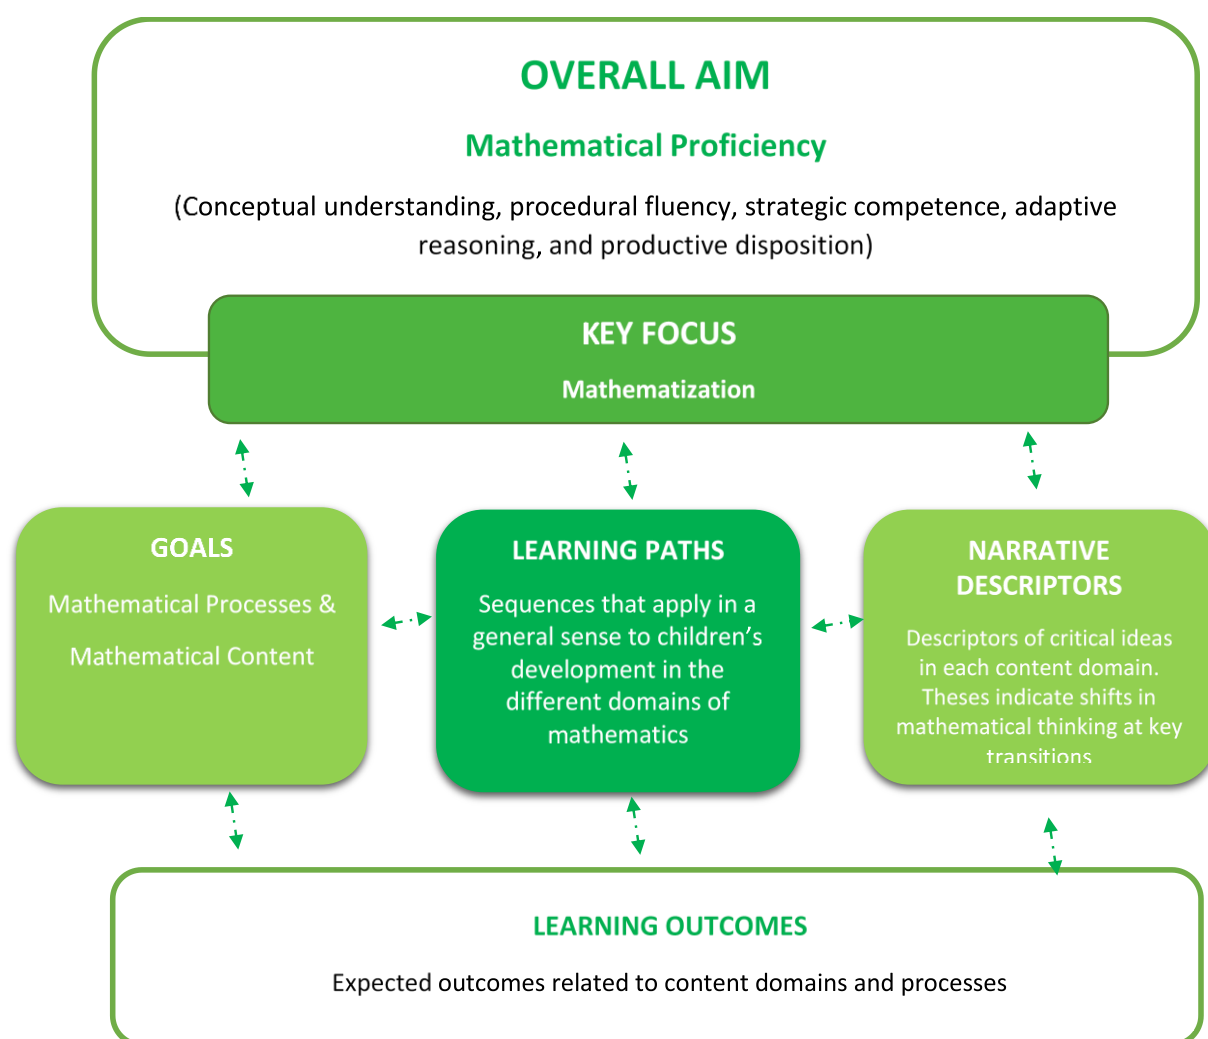 OVERALL AIM
Mathematical Proficiency
(Conceptual understanding, procedural fluency, strategic competence, adaptive
reasoning, and productive disposition)
KEY FOCUS
Mathematization
GOALS
Mathematical Processes &
Mathematical Content
LEARNING PATHS
Sequences that apply in a
general sense to children’s
development in the
different domains of
mathematics
NARRATIVE
DESCRIPTORS
Descriptors of critical ideas
in each content domain.
Theses indicate shifts in
mathematical thinking at key
transitions
LEARNING OUTCOMES
Expected outcomes related to content domains and processes